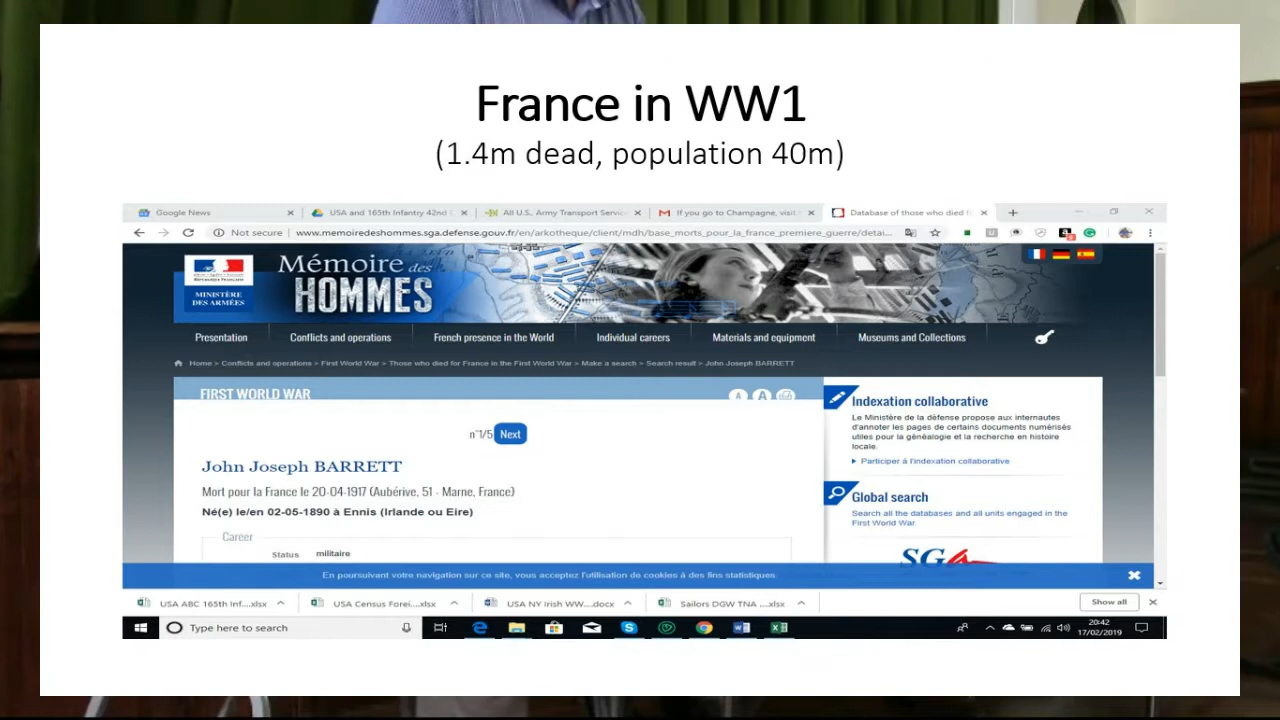 France in WW1
(1.4m dead, population 40m)
Google News
USA and 165th Infantry 42nd
All U.S., Army Transport Servic
If you go to Champagne, visit
Database of those who died f
Not secure | www.memoiredeshommes.sga.defense.gouv.fr/en/arkotheque/client/mdh/base_morts_pour_la_france_premiere_guerre/detai...
MINISTÈRE
DES ARMÉES
Mémoire des
HOMMES
Presentation Conflicts and operations French presence in the World Individual careers Materials and equipment Museums and Collections
Home > Conflicts and operations > First World War > Those who died for France in the First World War > Make a search > Search result > John Joseph BARRETT
FIRST WORLD WAR
n°1/5 Next
John Joseph BARRETT
Mort pour la France le 20-04-1917 (Aubérive, 51 - Marne, France)
Né(e) le/en 02-05-1890 à Ennis (Irlande ou Eire)
Career
Status militaire
Indexation collaborative
Le Ministère de la défense propose aux internautes
d'annoter les pages de certains documents numérisés
utiles pour la généalogie et la recherche en histoire
locale.
Participer à l'indexation collaborative
Global search
Search all the databases and all units engaged in the
First World War.
SGA
En poursuivant votre navigation sur ce site, vous acceptez l'utilisation de cookies à des fins statistiques.
USA ABC 165th Inf....xlsx
USA Census Forei....xlsx
USA NY Irish WW....docx
Sailors DGW TNA ....xlsx
Show all
Type here to search
20:42
17/02/2019